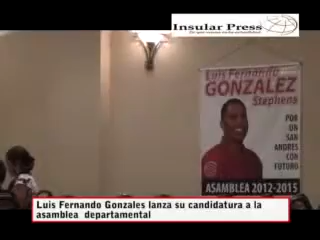 Insular Press
Luis Fernando
GONZALEZ
Stephens
POR
UN
SAN
ANDRES
CON
FUTURO
ASAMBLEA 2012-2015
Luis Fernando Gonzales lanza su candidatura a la
asamblea departamental